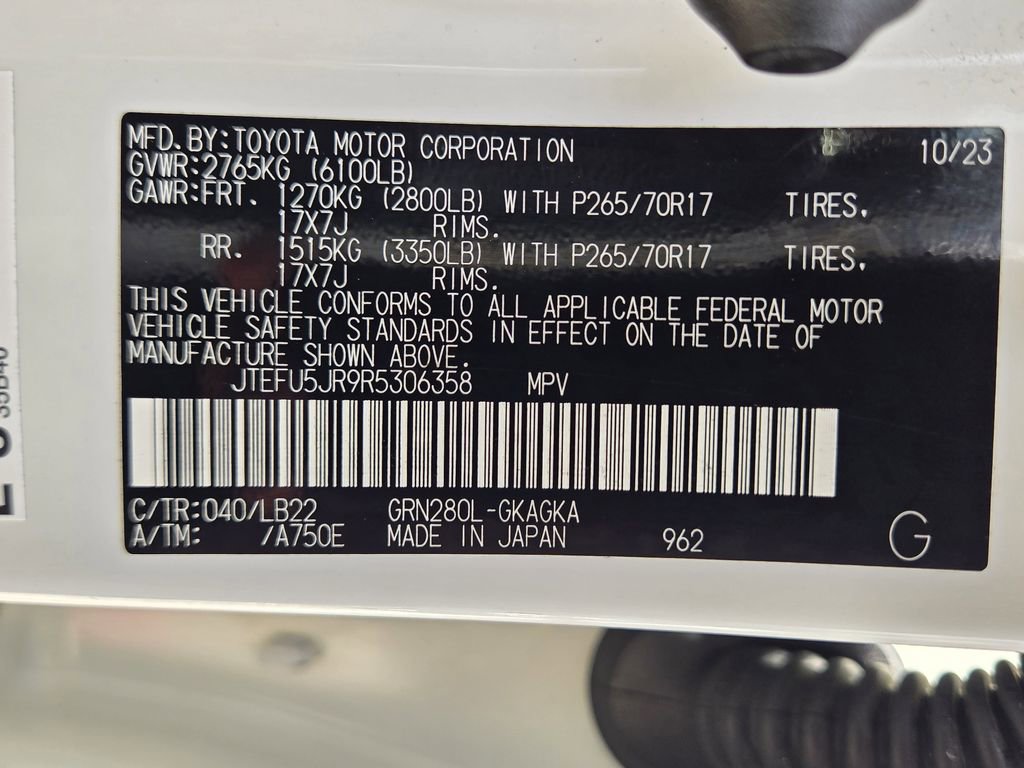 MFD.BY:TOYOTA MOTOR CORPORATION 10/23
GVWR:2765KG (6100LB)
GAWR:FRT. 1270KG (2800LB) WITH P265/70R17 TIRES.
17X7J RIMS.
RR. 1515KG (3350LB) WITH P265/70R17 TIRES.
17X7J RIMS.
THIS VEHICLE CONFORMS TO ALL APPLICABLE FEDERAL MOTOR
VEHICLE SAFETY STANDARDS IN EFFECT ON THE DATE OF
MANUFACTURE SHOWN ABOVE.
JTEFU5JR9R5306358 MPV
C/TR:040/LB22 GRN280L-GKAGKA
A/TM: /A750E MADE IN JAPAN 962 G